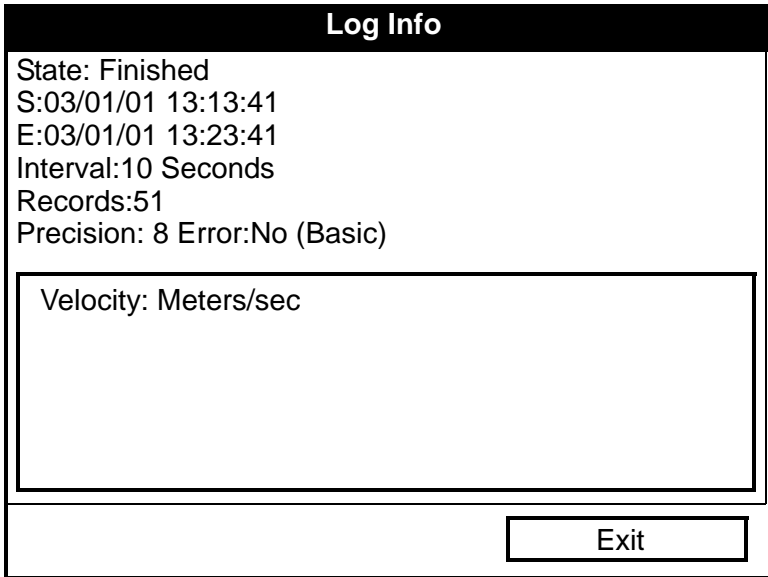 Log Info
State: Finished
S:03/01/01 13:13:41
E:03/01/01 13:23:41
Interval:10 Seconds
Records:51
Precision: 8 Error:No (Basic)
Velocity: Meters/sec
Exit